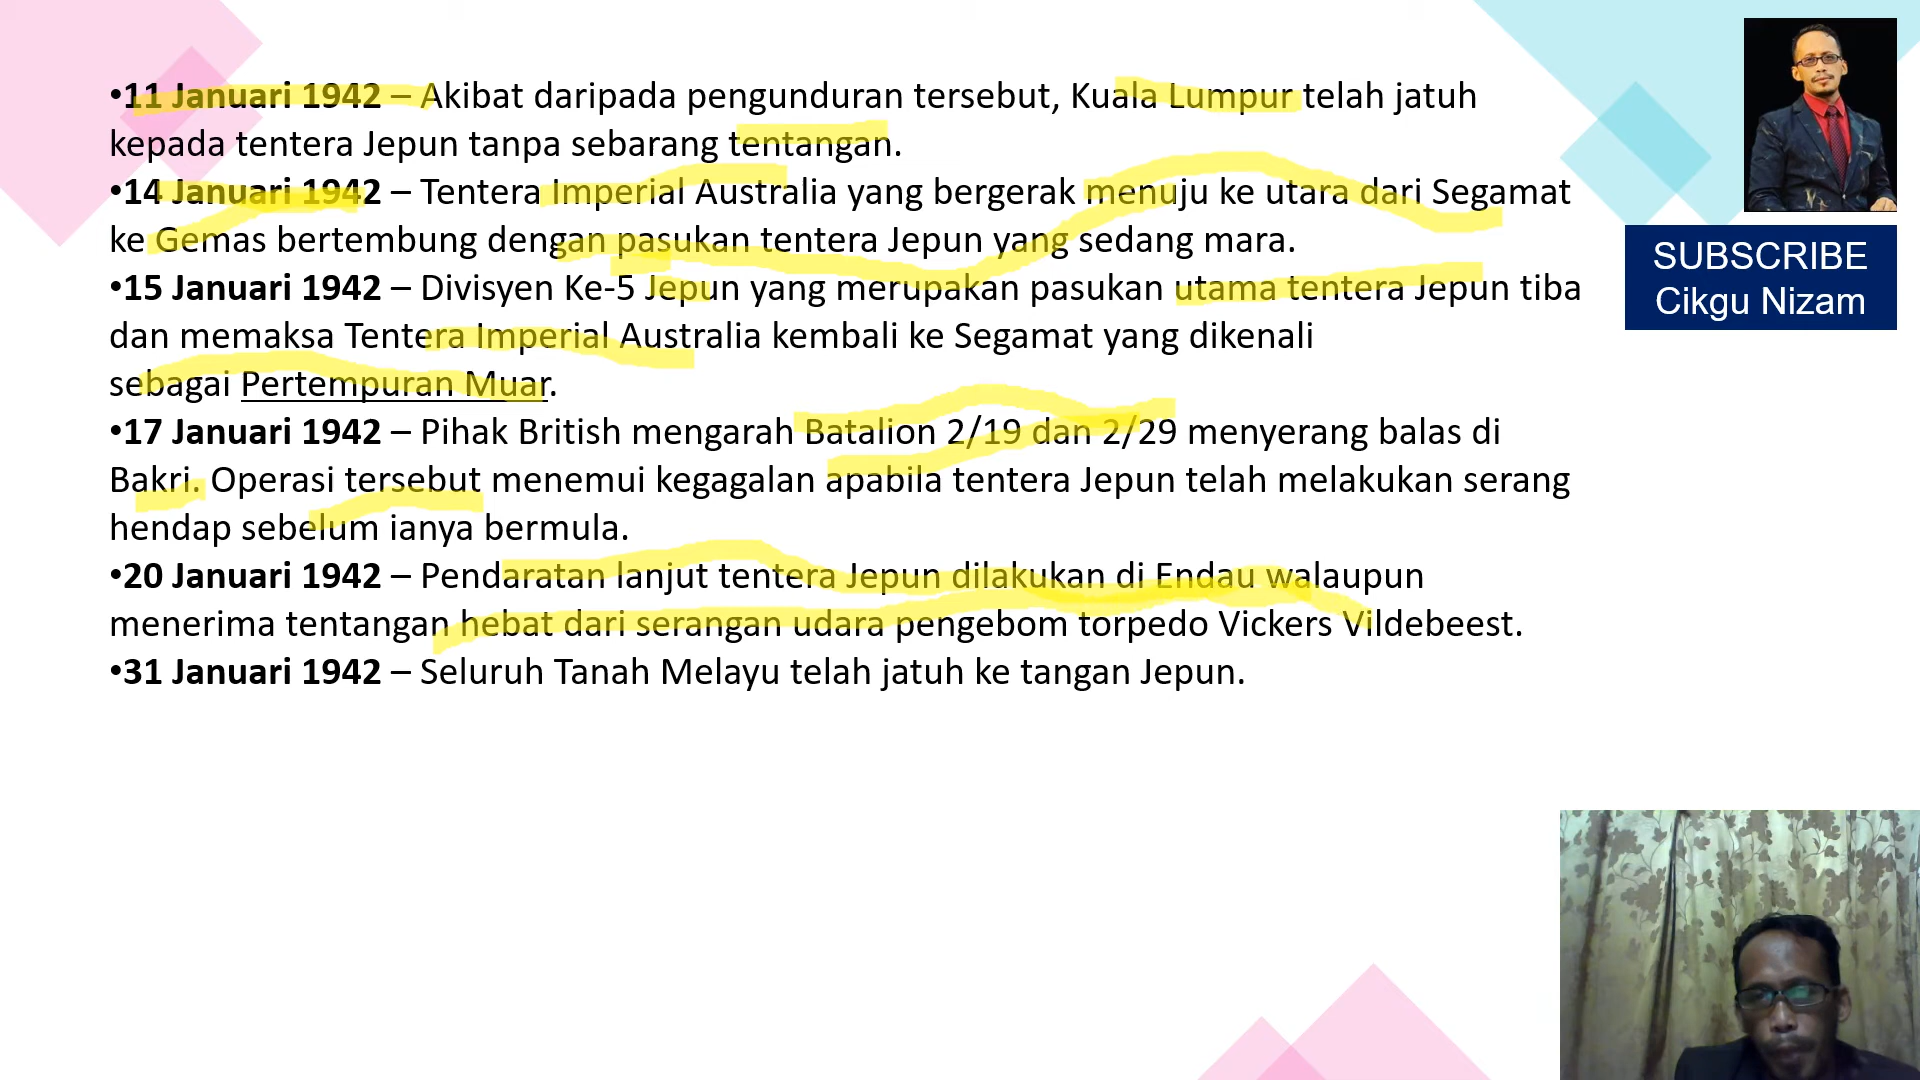 •11 Januari 1942 – Akibat daripada pengunduran tersebut, Kuala Lumpur telah jatuh
kepada tentera Jepun tanpa sebarang tentangan.
•14 Januari 1942 – Tentera Imperial Australia yang bergerak menuju ke utara dari Segamat
ke Gemas bertembung dengan pasukan tentera Jepun yang sedang mara.
•15 Januari 1942 – Divisyen Ke-5 Jepun yang merupakan pasukan utama tentera Jepun tiba
dan memaksa Tentera Imperial Australia kembali ke Segamat yang dikenali
sebagai Pertempuran Muar.
•17 Januari 1942 – Pihak British mengarah Batalion 2/19 dan 2/29 menyerang balas di
Bakri. Operasi tersebut menemui kegagalan apabila tentera Jepun telah melakukan serang
hendap sebelum ianya bermula.
•20 Januari 1942 – Pendaratan lanjut tentera Jepun dilakukan di Endau walaupun
menerima tentangan hebat dari serangan udara pengebom torpedo Vickers Vildebeest.
•31 Januari 1942 – Seluruh Tanah Melayu telah jatuh ke tangan Jepun.
SUBSCRIBE
Cikgu Nizam